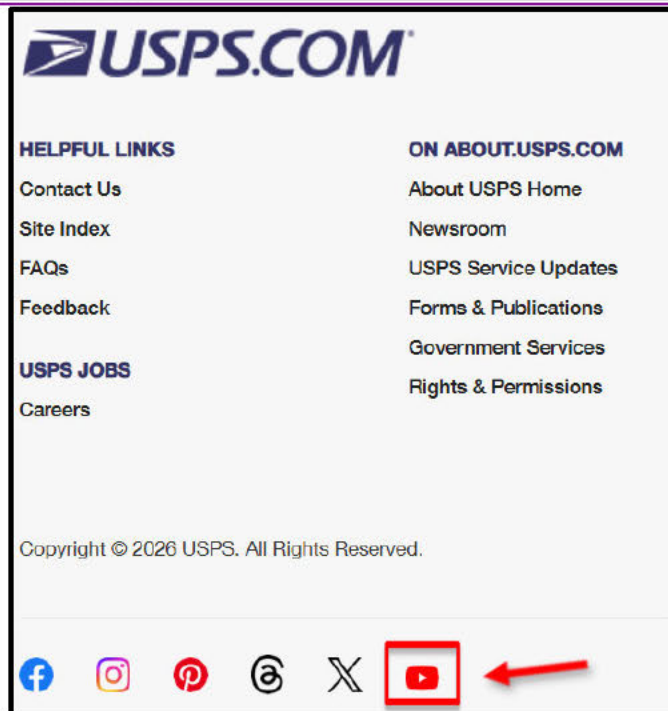 USPS.COM
HELPFUL LINKS
Contact Us
Site Index
FAQs
Feedback
USPS JOBS
Careers
ON ABOUT.USPS.COM
About USPS Home
Newsroom
USPS Service Updates
Forms & Publications
Government Services
Rights & Permissions
Copyright © 2026 USPS. All Rights Reserved.